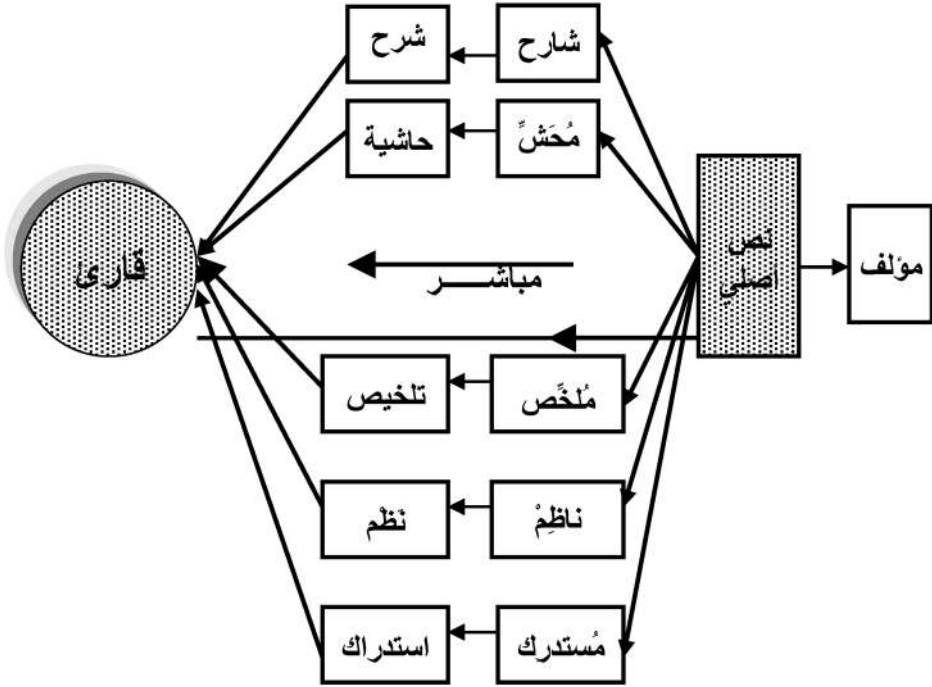 شارح
شرح
مُحَشٍّ
حاشية
مؤلف
نص
أصلي
مباشـــــر
قارئ
مُلخِّص
تلخيص
ناظِمْ
نَظْم
مُستدرك
استدراك